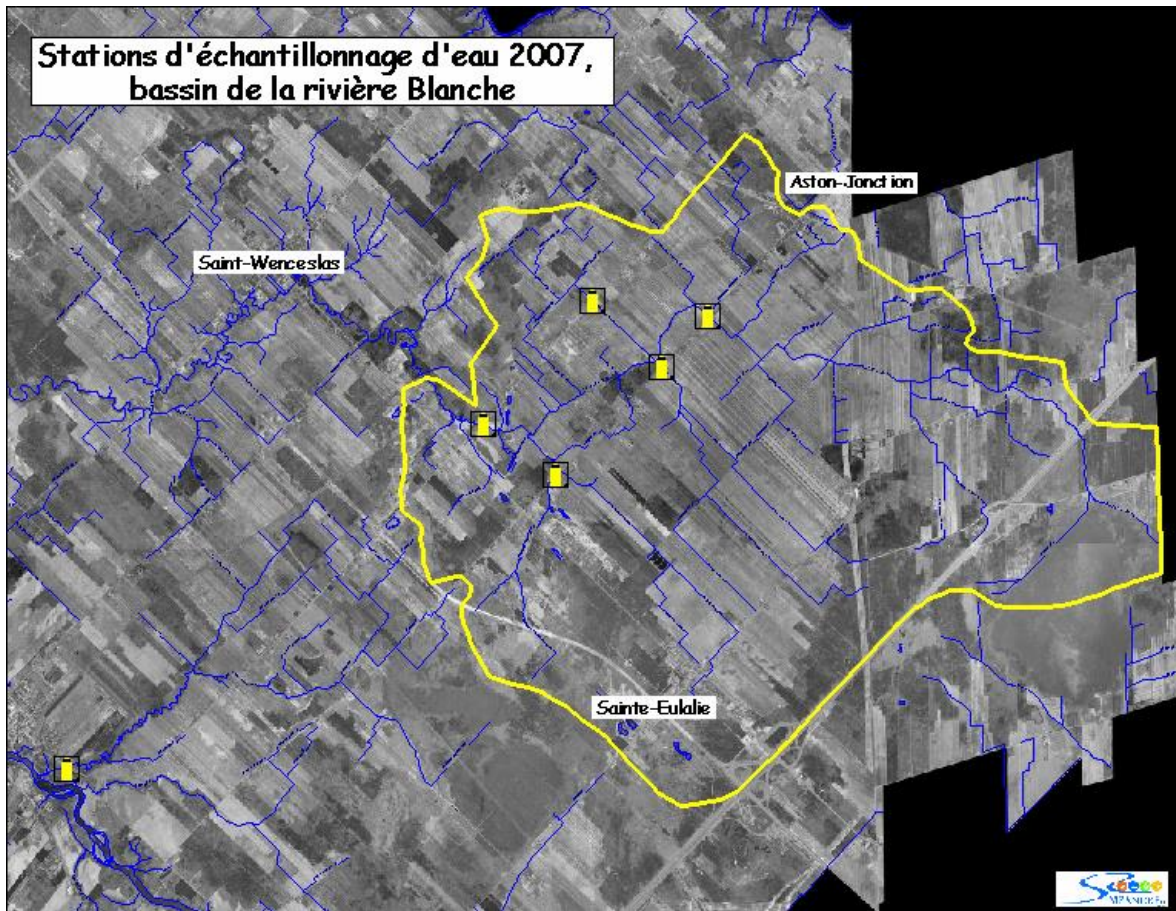 Stations d'échantillonnage d'eau 2007,
bassin de la rivière Blanche
Aston-Jonction
Saint-Wenceslas
Sainte-Eulalie